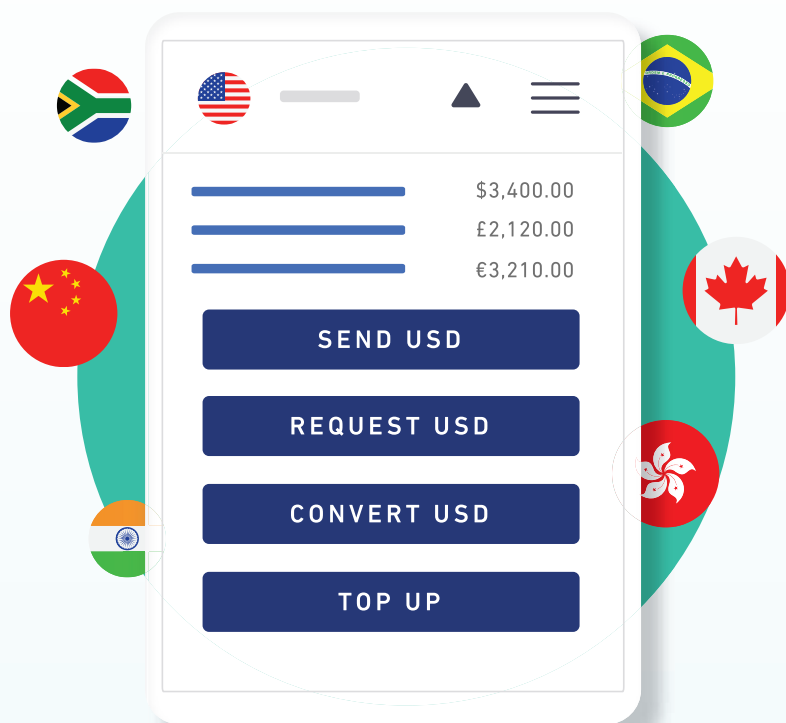 $3,400.00
£2,120.00
€3,210.00
SEND USD
REQUEST USD
CONVERT USD
TOP UP